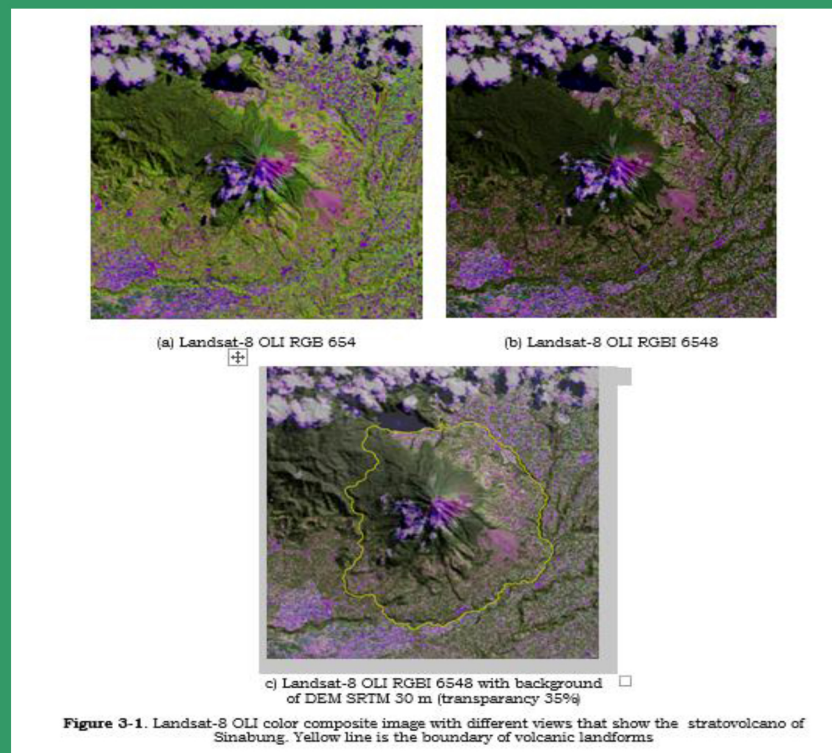 (a) Landsat-8 OLI RGB 654
(b) Landsat-8 OLI RGBI 6548
c) Landsat-8 OLI RGBI 6548 with background
of DEM SRTM 30 m (transparancy 35%)
Figure 3-1. Landsat-8 OLI color composite image with different views that show the stratovolcano of
Sinabung. Yellow line is the boundary of volcanic landforms